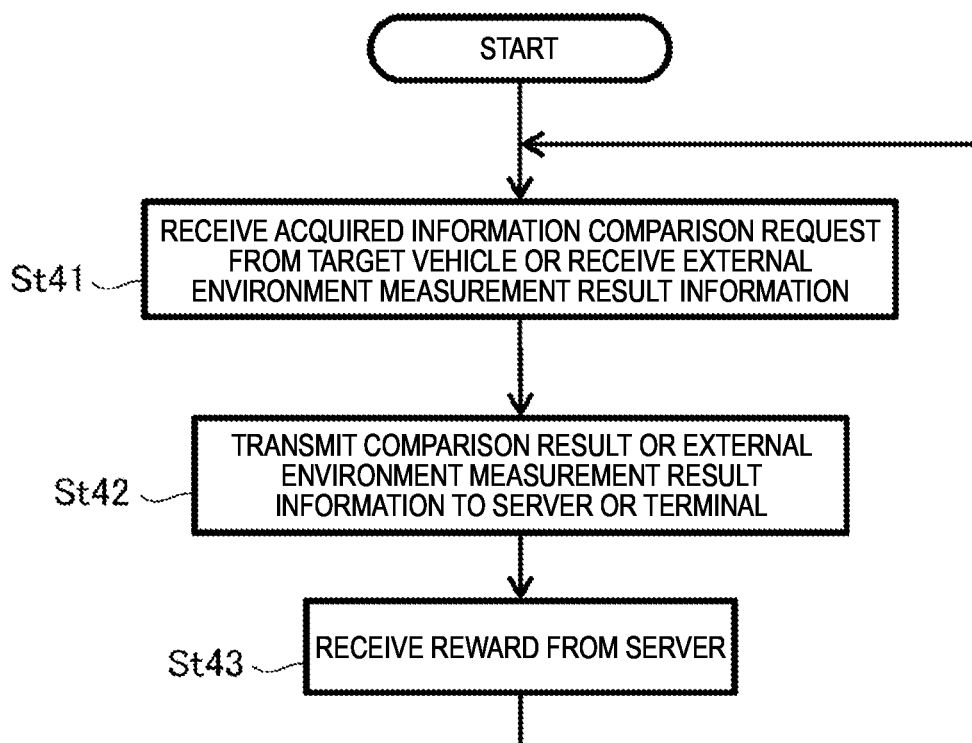 START
RECEIVE ACQUIRED INFORMATION COMPARISON REQUEST
FROM TARGET VEHICLE OR RECEIVE EXTERNAL
ENVIRONMENT MEASUREMENT RESULT INFORMATION
St41
TRANSMIT COMPARISON RESULT OR EXTERNAL
ENVIRONMENT MEASUREMENT RESULT
INFORMATION TO SERVER OR TERMINAL
St42
RECEIVE REWARD FROM SERVER
St43